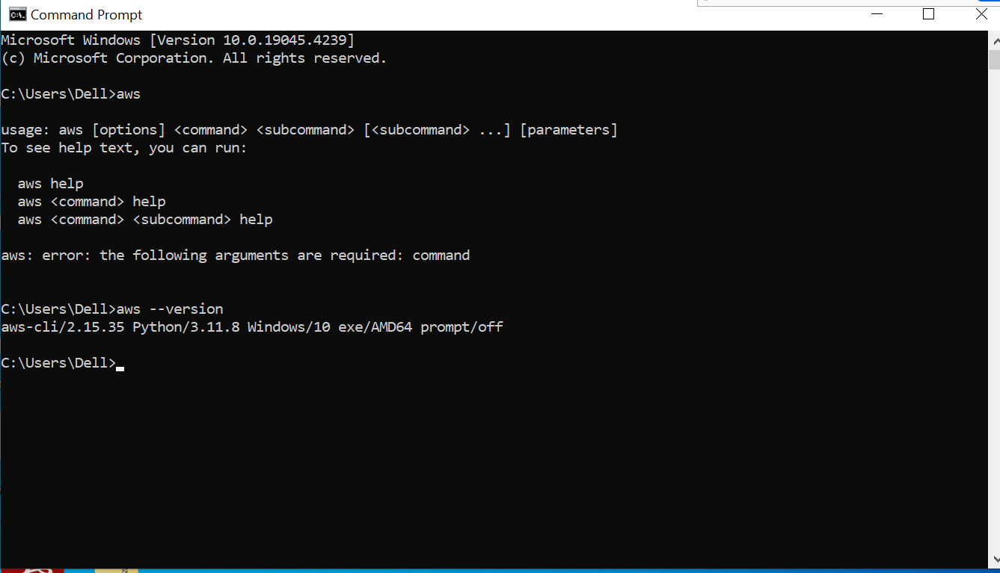 Command Prompt
Microsoft Windows [Version 10.0.19045.4239]
(c) Microsoft Corporation. All rights reserved.
C:\Users\Dell>aws
usage: aws [options] <command> <subcommand> [<subcommand> ...] [parameters]
To see help text, you can run:
aws help
aws <command> help
aws <command> <subcommand> help
aws: error: the following arguments are required: command
C:\Users\Dell>aws --version
aws-cli/2.15.35 Python/3.11.8 Windows/10 exe/AMD64 prompt/off
C:\Users\Dell>